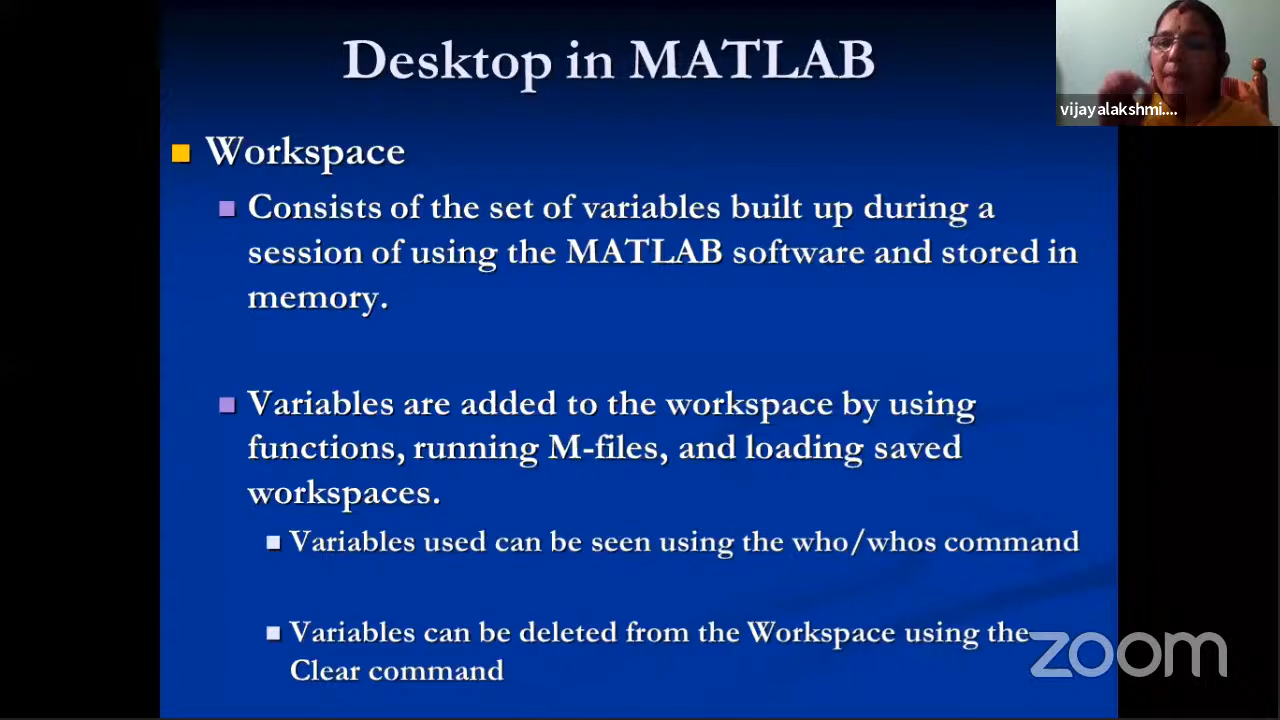 Desktop in MATLAB
vijayalakshmi....
Workspace
Consists of the set of variables built up during a
session of using the MATLAB software and stored in
memory.
Variables are added to the workspace by using
functions, running M-files, and loading saved
workspaces.
Variables used can be seen using the who/whos command
Variables can be deleted from the Workspace using the
Clear command
zoom